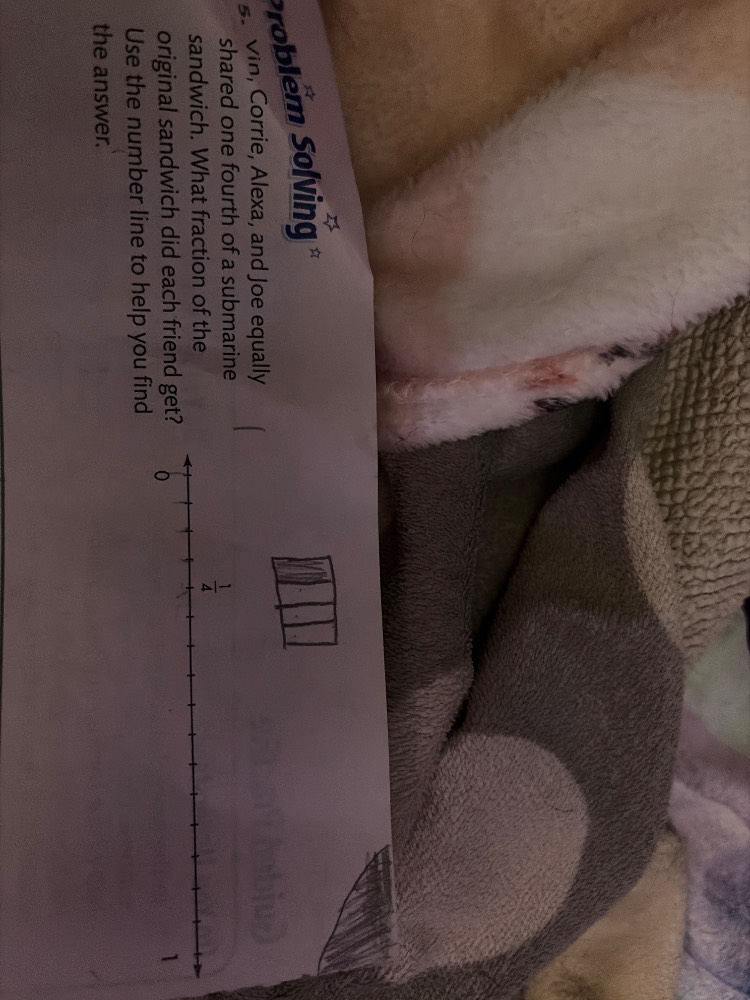 Problem Solving
5. Vin, Corrie, Alexa, and Joe equally
shared one fourth of a submarine
sandwich. What fraction of the
original sandwich did each friend get?
Use the number line to help you find
the answer.
1
4
0
1